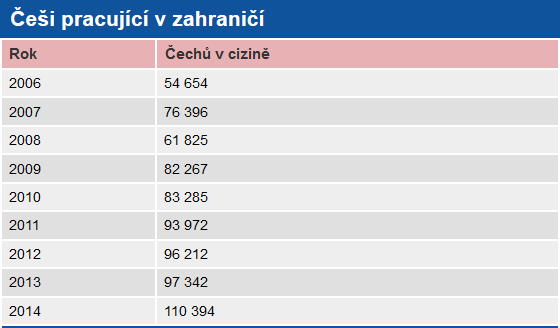 Češi pracující v zahraničí
Rok Čechů v cizině
2006 54 654
2007 76 396
2008 61 825
2009 82 267
2010 83 285
2011 93 972
2012 96 212
2013 97 342
2014 110 394